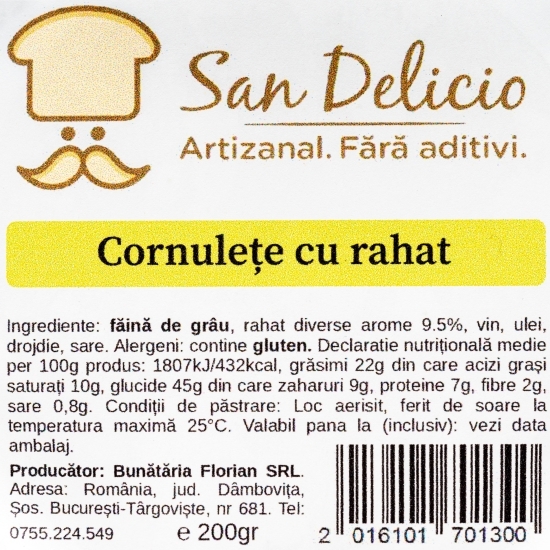 San Delicio
Artizanal. Fără aditivi.
Cornulețe cu rahat
Ingrediente: făină de grâu, rahat diverse arome 9.5%, vin, ulei,
drojdie, sare. Alergeni: contine gluten. Declaratie nutrițională medie
per 100g produs: 1807kJ/432kcal, grăsimi 22g din care acizi grași
saturați 10g, glucide 45g din care zaharuri 9g, proteine 7g, fibre 2g,
sare 0,8g. Condiții de păstrare: Loc aerisit, ferit de soare la
temperatura maximă 25°C. Valabil pana la (inclusiv): vezi data
ambalaj.
Producător: Bunătăria Florian SRL.
Adresa: România, jud. Dâmbovița,
Șos. București-Târgoviște, nr 681. Tel:
0755.224.549 e 200gr
2 016101 701300